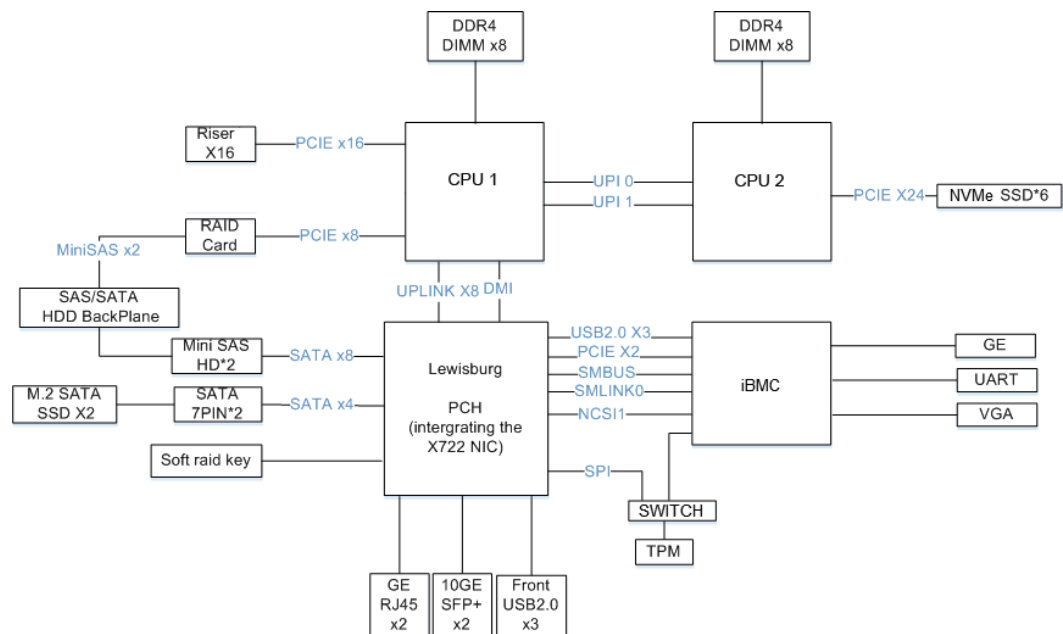 DDR4
DIMM x8
DDR4
DIMM x8
Riser
X16
PCIE x16
CPU 1
UPI 0
UPI 1
CPU 2
PCIE X24
NVMe SSD*6
MiniSAS x2
RAID
Card
PCIE x8
SAS/SATA
HDD BackPlane
UPLINK X8
DMI
Mini SAS
HD*2
SATA x8
M.2 SATA
SSD X2
SATA
7PIN*2
SATA x4
Soft raid key
Lewisburg
PCH
(intergrating the
X722 NIC)
USB2.0 X3
PCIE X2
SMBUS
SMLINK0
NCSI1
SPI
iBMC
GE
UART
VGA
SWITCH
TPM
GE
RJ45
x2
10GE
SFP+
x2
Front
USB2.0
x3